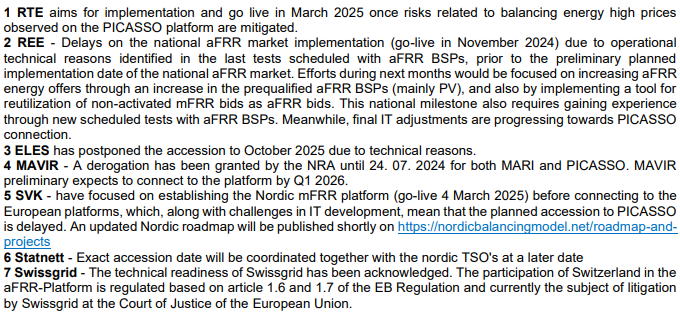 1 RTE aims for implementation and go live in March 2025 once risks related to balancing energy high prices
observed on the PICASSO platform are mitigated.
2 REE - Delays on the national aFRR market implementation (go-live in November 2024) due to operational
technical reasons identified in the last tests scheduled with aFRR BSPs, prior to the preliminary planned
implementation date of the national aFRR market. Efforts during next months would be focused on increasing aFRR
energy offers through an increase in the prequalified aFRR BSPs (mainly PV), and also by implementing a tool for
reutilization of non-activated mFRR bids as aFRR bids. This national milestone also requires gaining experience
through new scheduled tests with aFRR BSPs. Meanwhile, final IT adjustments are progressing towards PICASSO
connection.
3 ELES has postponed the accession to October 2025 due to technical reasons.
4 MAVIR - A derogation has been granted by the NRA until 24. 07. 2024 for both MARI and PICASSO. MAVIR
preliminary expects to connect to the platform by Q1 2026.
5 SVK - have focused on establishing the Nordic mFRR platform (go-live 4 March 2025) before connecting to the
European platforms, which, along with challenges in IT development, mean that the planned accession to PICASSO
is delayed. An updated Nordic roadmap will be published shortly on https://nordicbalancingmodel.net/roadmap-and-
projects
6 Statnett - Exact accession date will be coordinated together with the nordic TSO's at a later date
7 Swissgrid - The technical readiness of Swissgrid has been acknowledged. The participation of Switzerland in the
aFRR-Platform is regulated based on article 1.6 and 1.7 of the EB Regulation and currently the subject of litigation
by Swissgrid at the Court of Justice of the European Union.